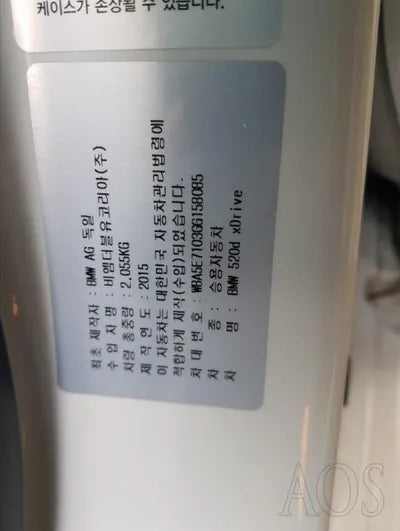 케이스가 손상될 수 있습니다.
최초 제작사 : BMW AG 독일
수 입 자 명 : 비엠더블유코리아(주)
차량 총중량 : 2,055KG
제 작 연 도 : 2015
이 자동차는 대한민국 자동차관리법령에
적합하게 제작(수입)되었습니다.
차 대 번 호 : WBA5E7103GG158085
차 종 : 승용자동차
차 명 : BMW 520d xDrive
AOS